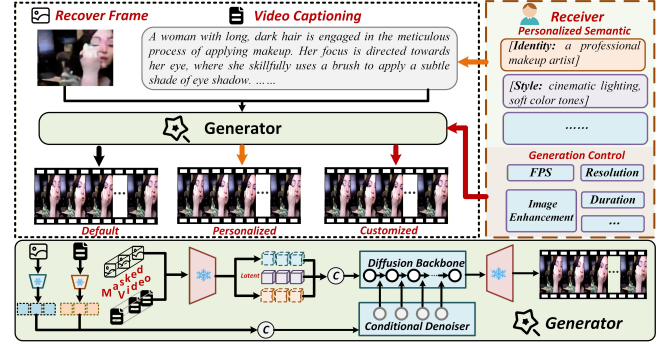 Recover Frame
Video Captioning
A woman with long, dark hair is engaged in the meticulous
process of applying makeup. Her focus is directed towards
her eye, where she skillfully uses a brush to apply a subtle
shade of eye shadow. ……
Generator
Default
Personalized
Customized
Receiver
Personalized Semantic
[Identity: a professional
makeup artist]
[Style: cinematic lighting,
soft color tones]
……
Generation Control
FPS
Resolution
Image
Enhancement
Duration
...
Masked
Video
Latent
C
C
Diffusion Backbone
Conditional Denoiser
Generator